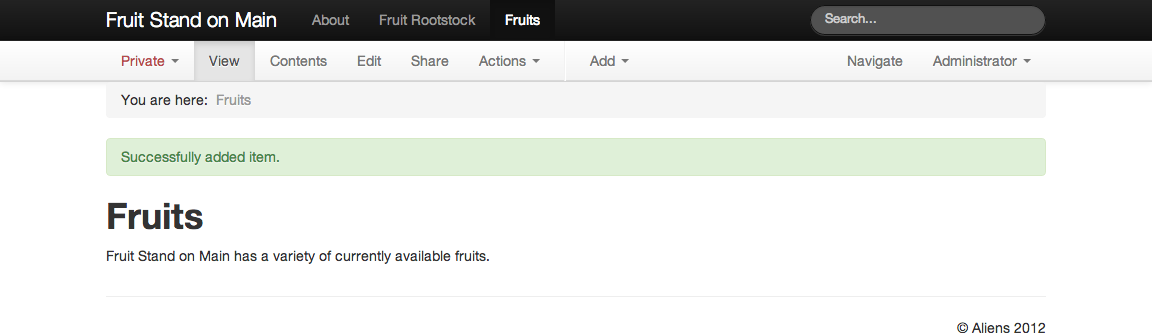 Fruit Stand on Main About Fruit Rootstock Fruits Search...
Private View Contents Edit Share Actions Add Navigate Administrator
You are here: Fruits
Successfully added item.
Fruits
Fruit Stand on Main has a variety of currently available fruits.
© Aliens 2012